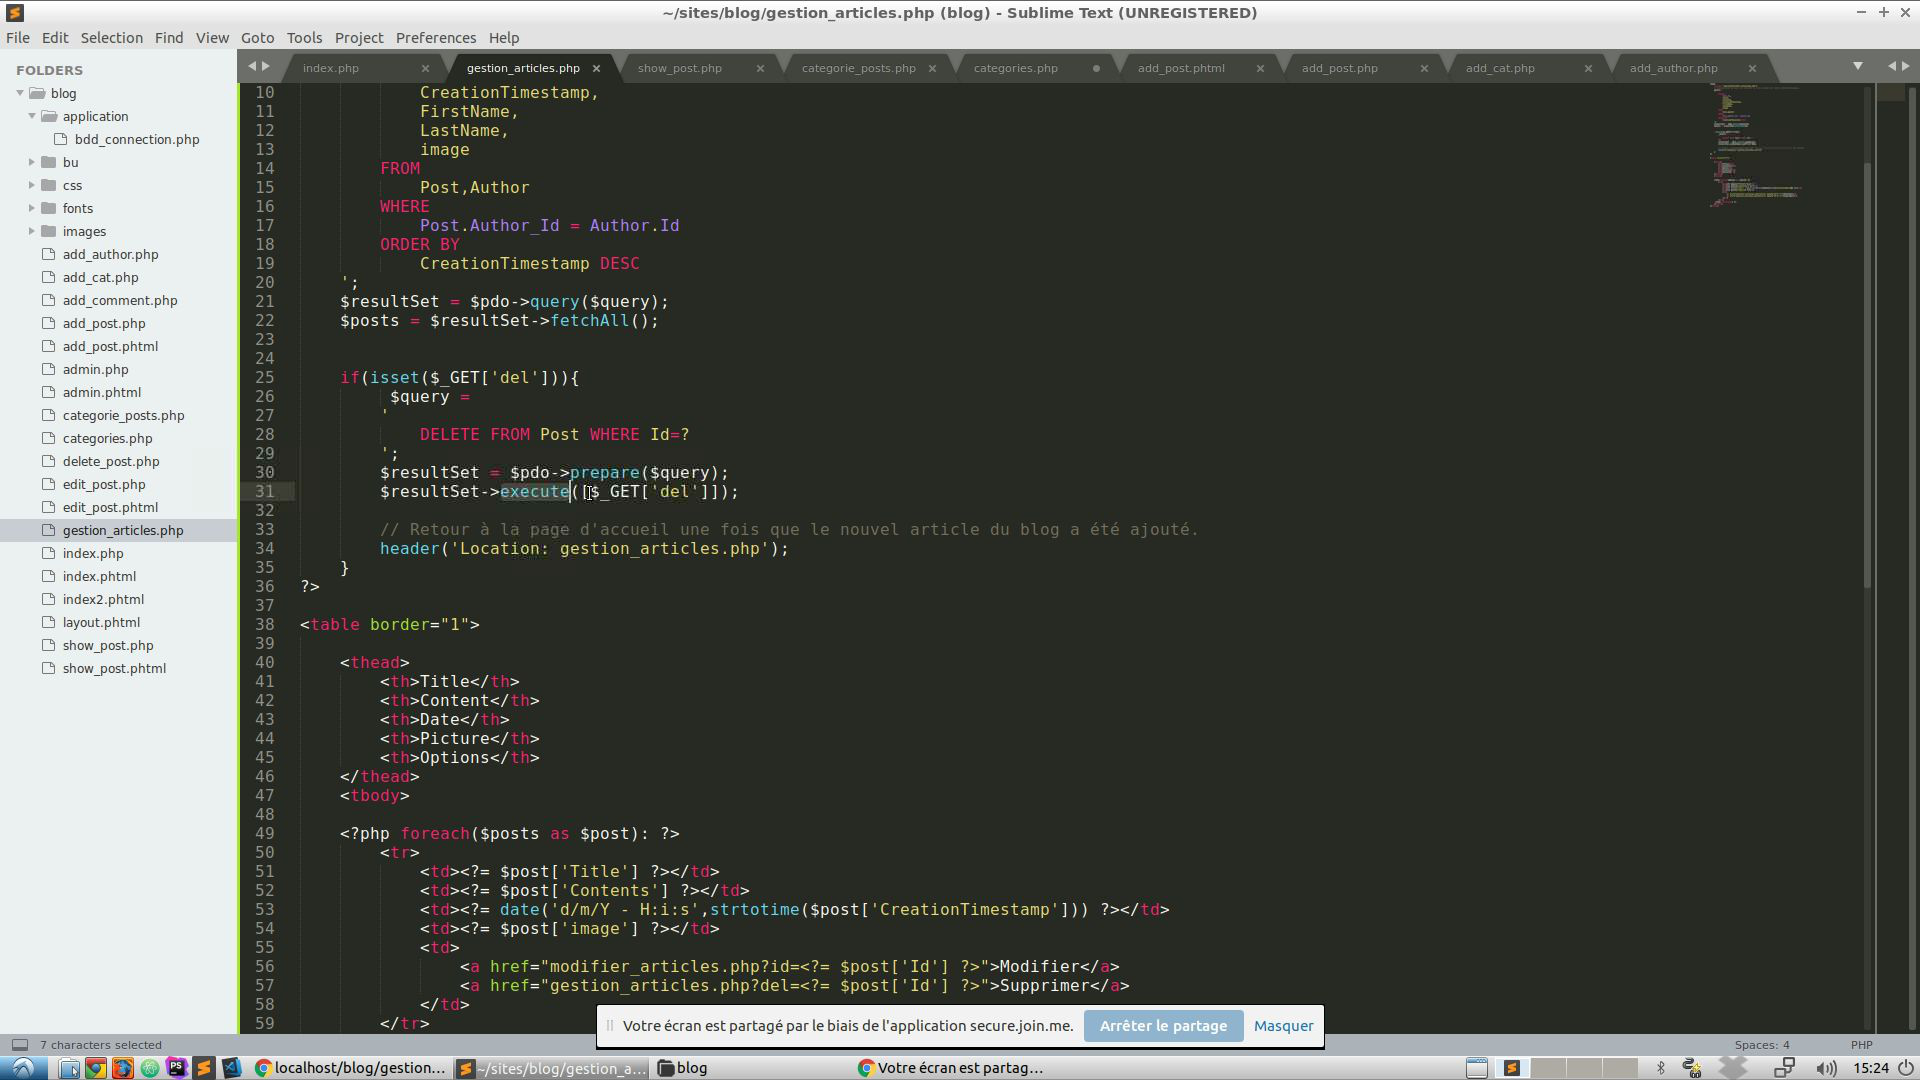 ~/sites/blog/gestion_articles.php (blog) - Sublime Text (UNREGISTERED)
File Edit Selection Find View Goto Tools Project Preferences Help
index.php gestion_articles.php show_post.php categorie_posts.php categories.php add_post.phtml add_post.php add_cat.php add_author.php
FOLDERS
blog
application
bdd_connection.php
bu
css
fonts
images
add_author.php
add_cat.php
add_comment.php
add_post.php
add_post.phtml
admin.php
admin.phtml
categorie_posts.php
categories.php
delete_post.php
edit_post.php
edit_post.phtml
gestion_articles.php
index.php
index.phtml
index2.phtml
layout.phtml
show_post.php
show_post.phtml
10 CreationTimestamp,
11 FirstName,
12 LastName,
13 image
14 FROM
15 Post,Author
16 WHERE
17 Post.Author_Id = Author.Id
18 ORDER BY
19 CreationTimestamp DESC
20 ';
21 $resultSet = $pdo->query($query);
22 $posts = $resultSet->fetchAll();
23
24
25 if(isset($_GET['del'])){
26 $query =
27 '
28 DELETE FROM Post WHERE Id=?
29 ';
30 $resultSet = $pdo->prepare($query);
31 $resultSet->execute([$_GET['del']]);
32
33 // Retour à la page d'accueil une fois que le nouvel article du blog a été ajouté.
34 header('Location: gestion_articles.php');
35 }
36 ?>
37
38 <table border="1">
39
40 <thead>
41 <th>Title</th>
42 <th>Content</th>
43 <th>Date</th>
44 <th>Picture</th>
45 <th>Options</th>
46 </thead>
47 <tbody>
48
49 <?php foreach($posts as $post): ?>
50 <tr>
51 <td><?= $post['Title'] ?></td>
52 <td><?= $post['Contents'] ?></td>
53 <td><?= date('d/m/Y - H:i:s',strtotime($post['CreationTimestamp'])) ?></td>
54 <td><?= $post['image'] ?></td>
55 <td>
56 <a href="modifier_articles.php?id=<?= $post['Id'] ?>">Modifier</a>
57 <a href="gestion_articles.php?del=<?= $post['Id'] ?>">Supprimer</a>
58 </td>
59 </tr>
Votre écran est partagé par le biais de l'application secure.join.me. Arrêter le partage Masquer
7 characters selected Spaces: 4 PHP
localhost/blog/gestion... ~/sites/blog/gestion_a... blog Votre écran est partag... 15:24